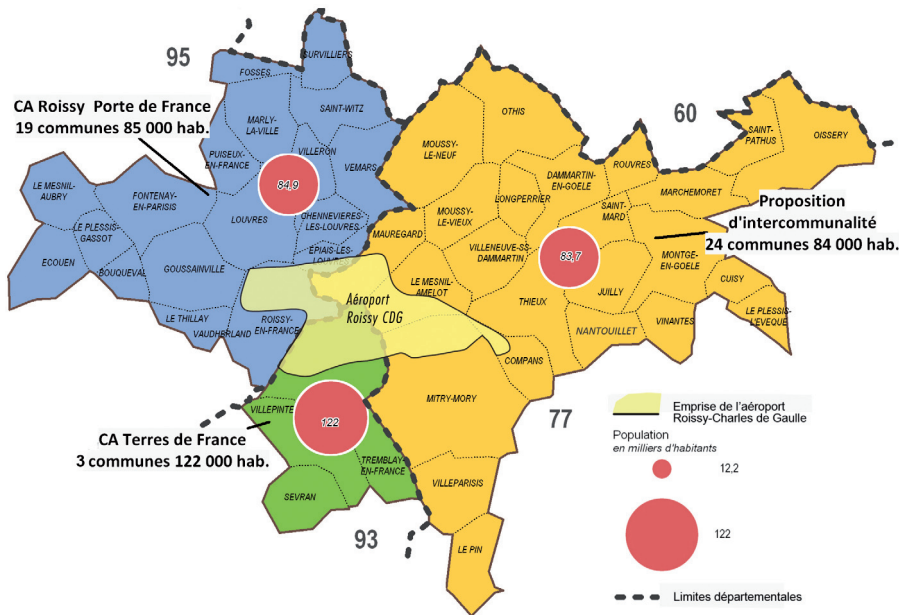 95
SURVILLIERS
FOSSES
CA Roissy Porte de France
19 communes 85 000 hab.
SAINT-WITZ
MARLY-
LA-VILLE
OTHIS
60
SAINT-
PATHUS
OISSERY
PUISEUX-
EN-FRANCE
VILLERON
VEMARS
MOUSSY-
LE-NEUF
ROUVRES
DAMMARTIN-
EN-GOELE
MARCHEMORET
84,9
LE MESNIL-
AUBRY
FONTENAY-
EN-PARISIS
LOUVRES
CHENNEVIERES-
LES-LOUVRES
LONGPERRIER
SAINT-
MARD
Proposition
d'intercommunalité
24 communes 84 000 hab.
LE PLESSIS-
GASSOT
MAUREGARD
MOUSSY-
LE-VIEUX
VILLENEUVE-SS-
DAMMARTIN
83,7
MONTGE-
EN-GOELE
ECOUEN
BOUQUEVAL
GOUSSAINVILLE
EPIAIS-LES
LE MESNIL-
AMELOT
THIEUX
JUILLY
CUISY
Aéroport
Roissy CDG
LE THILLAY
VAUDHERLAND
ROISSY-
EN-FRANCE
NANTOUILLET
VINANTES
LE PLESSIS-
L'EVEQUE
COMPANS
MITRY-MORY
VILLEPINTE
122
CA Terres de France
3 communes 122 000 hab.
TREMBLAY-
EN-FRANCE
SEVRAN
93
77
VILLEPARISIS
LE PIN
Emprise de l'aéroport
Roissy-Charles de Gaulle
Population
en milliers d'habitants
12,2
122
Limites départementales